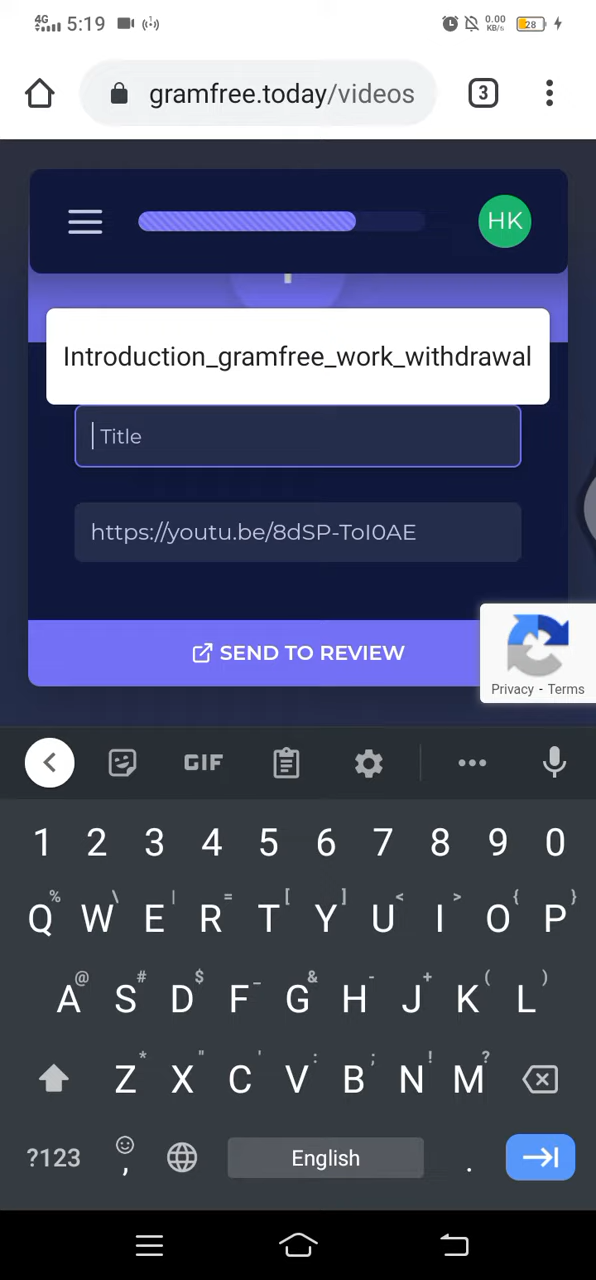 4G 5:19 0.00 KB/s 28
gramfree.today/videos 3
HK
Introduction_gramfree_work_withdrawal
Title
https://youtu.be/8dSP-ToI0AE
SEND TO REVIEW
Privacy - Terms
GIF
1 2 3 4 5 6 7 8 9 0
% \ | = [ ] < > { }
Q W E R T Y U I O P
@ # $ _ & - + ( )
A S D F G H J K L
* " ' : ; ! ?
Z X C V B N M
?123 , English .